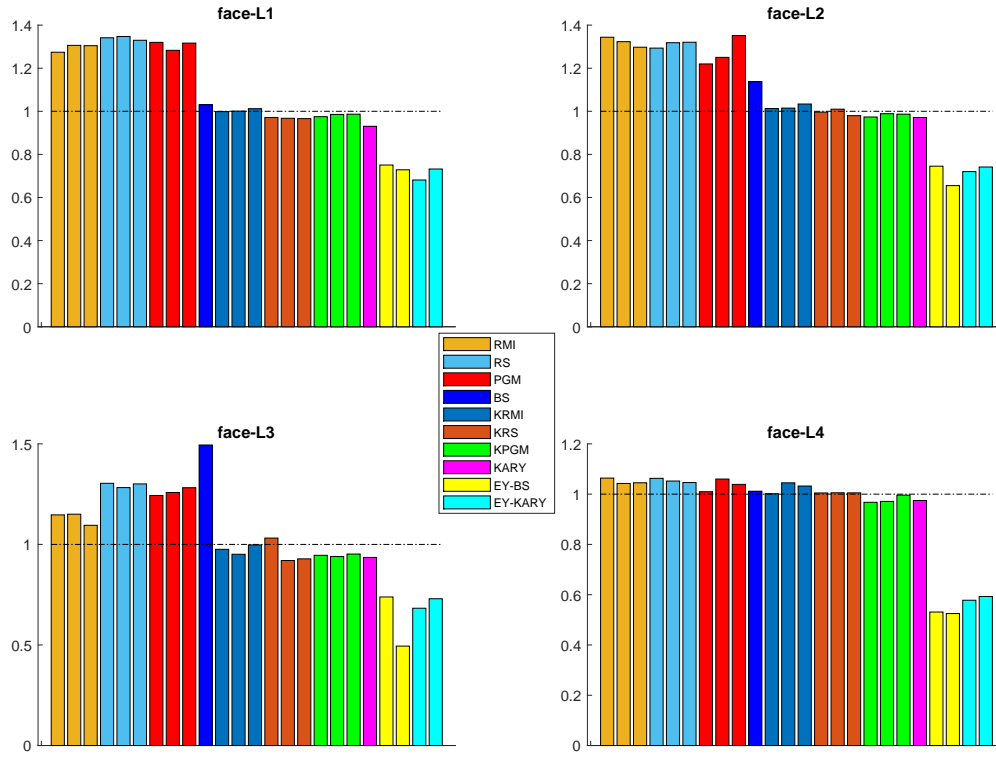 face-L1
1.4
1.2
1
0.8
0.6
0.4
0.2
0
face-L2
1.4
1.2
1
0.8
0.6
0.4
0.2
0
RMI
RS
PGM
BS
KRMI
KRS
KPGM
KARY
EY-BS
EY-KARY
face-L3
1.5
1
0.5
0
face-L4
1.2
1
0.8
0.6
0.4
0.2
0